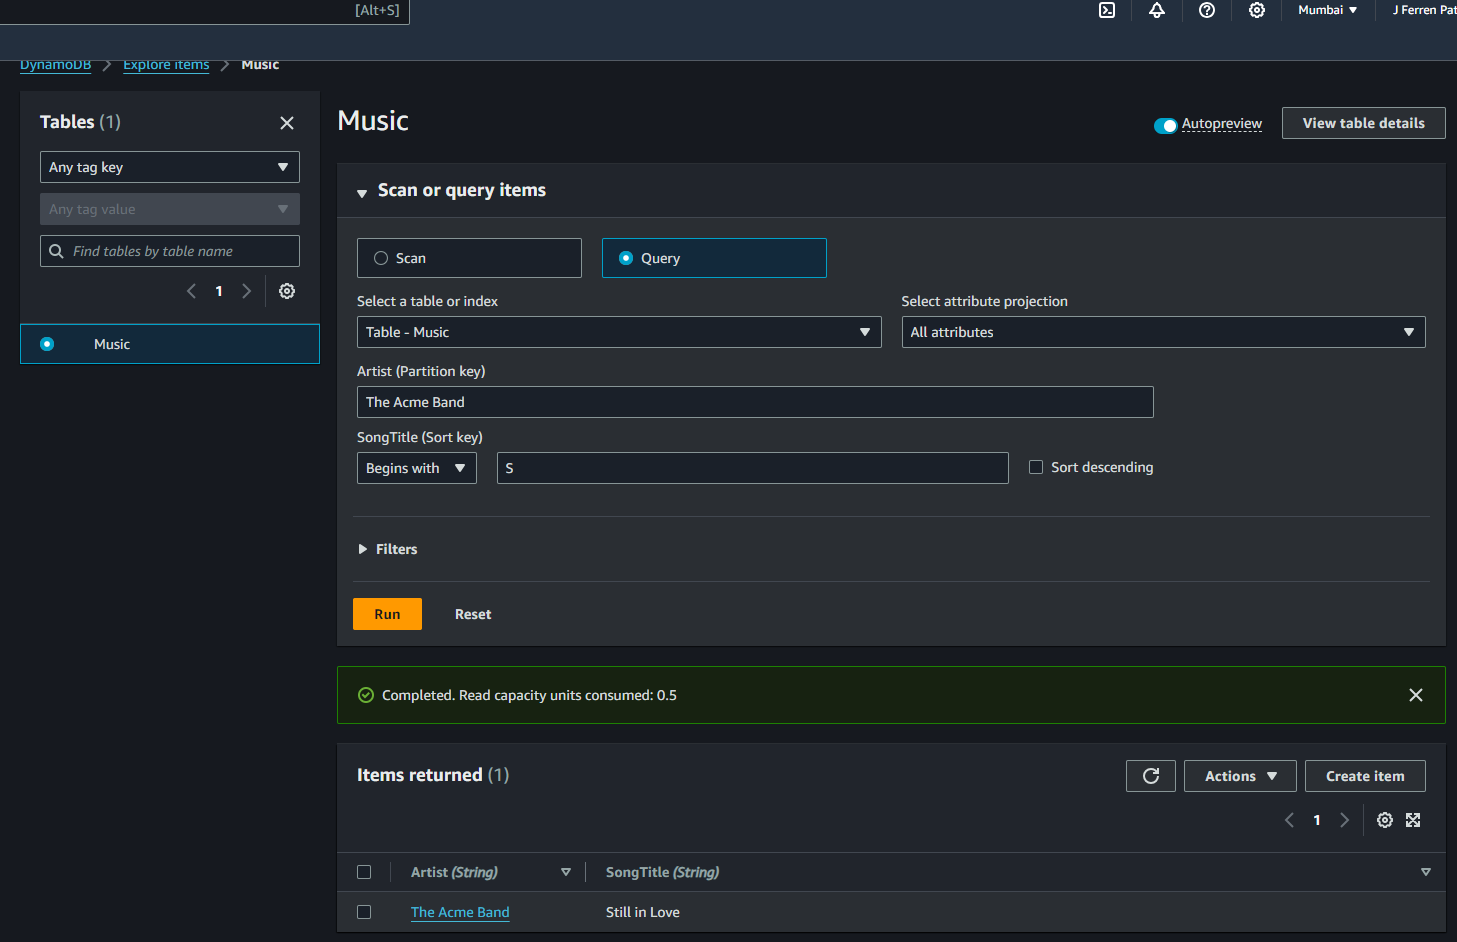 [Alt+S]
Mumbai
J Ferren Pat
DynamoDB
Explore items
Music
Tables (1)
Any tag key
Any tag value
Find tables by table name
1
Music
Music
Autopreview
View table details
Scan or query items
Scan
Query
Select a table or index
Select attribute projection
Table - Music
All attributes
Artist (Partition key)
The Acme Band
SongTitle (Sort key)
Begins with
S
Sort descending
Filters
Run
Reset
Completed. Read capacity units consumed: 0.5
Items returned (1)
Actions
Create item
1
Artist (String)
SongTitle (String)
The Acme Band
Still in Love